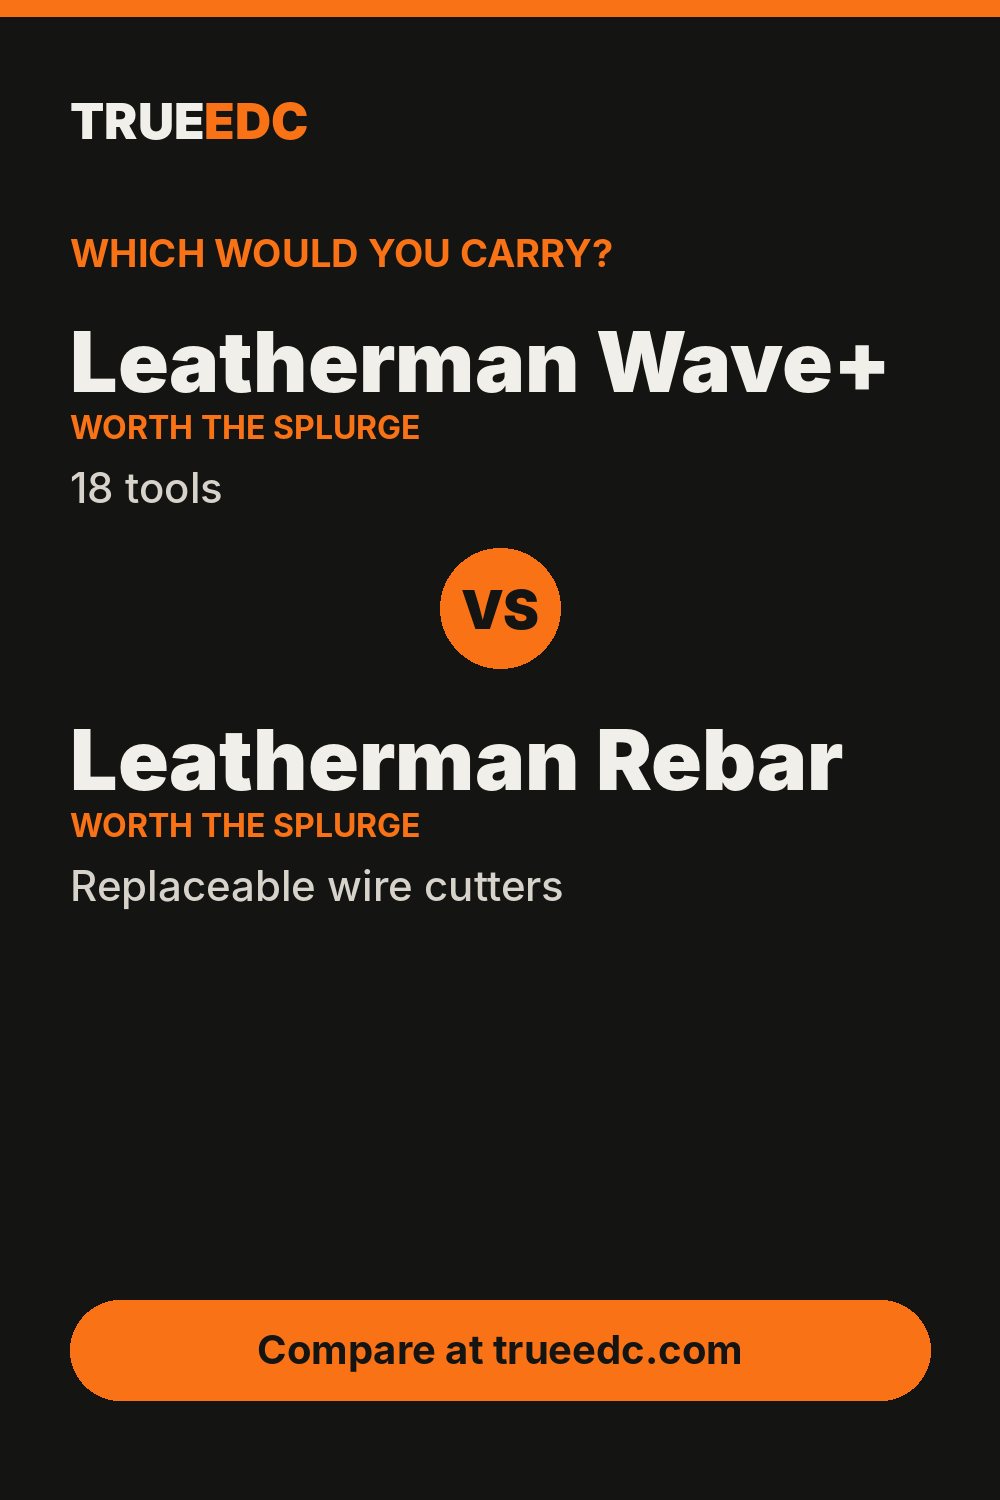 TRUEEDC
WHICH WOULD YOU CARRY?
Leatherman Wave+
WORTH THE SPLURGE
18 tools
VS
Leatherman Rebar
WORTH THE SPLURGE
Replaceable wire cutters
Compare at trueedc.com